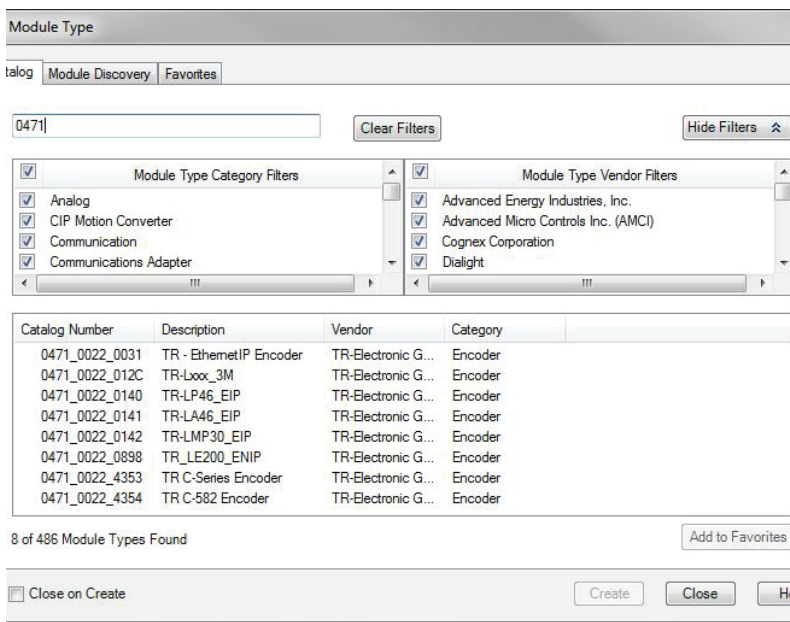 Module Type
talog Module Discovery Favorites
0471 Clear Filters Hide Filters
Module Type Category Filters Module Type Vendor Filters
Analog Advanced Energy Industries, Inc.
CIP Motion Converter Advanced Micro Controls Inc. (AMCI)
Communication Cognex Corporation
Communications Adapter Dialight
Catalog Number Description Vendor Category
0471_0022_0031 TR - EthernetIP Encoder TR-Electronic G... Encoder
0471_0022_012C TR-Lxxx_3M TR-Electronic G... Encoder
0471_0022_0140 TR-LP46_EIP TR-Electronic G... Encoder
0471_0022_0141 TR-LA46_EIP TR-Electronic G... Encoder
0471_0022_0142 TR-LMP30_EIP TR-Electronic G... Encoder
0471_0022_0898 TR_LE200_ENIP TR-Electronic G... Encoder
0471_0022_4353 TR C-Series Encoder TR-Electronic G... Encoder
0471_0022_4354 TR C-582 Encoder TR-Electronic G... Encoder
8 of 486 Module Types Found Add to Favorites
Close on Create Create Close H